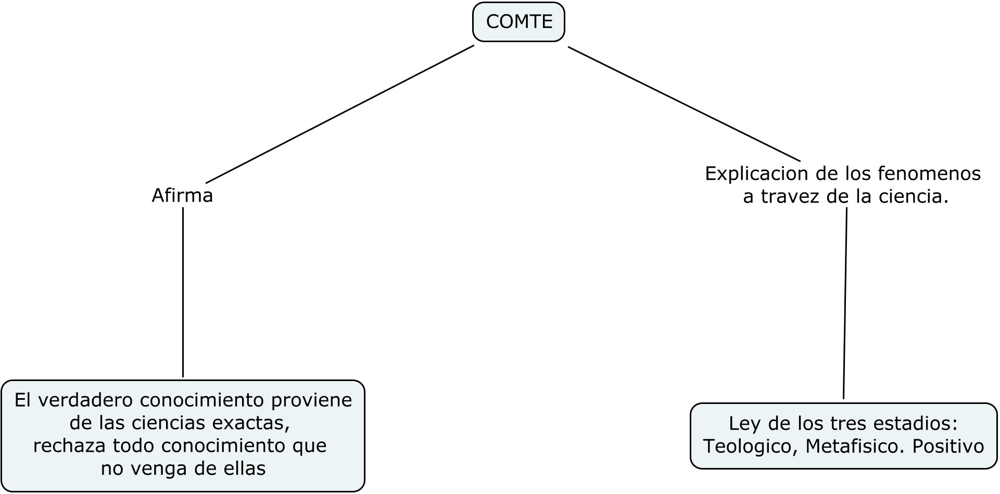 COMTE
Afirma
Explicacion de los fenomenos
a travez de la ciencia.
El verdadero conocimiento proviene
de las ciencias exactas,
rechaza todo conocimiento que
no venga de ellas
Ley de los tres estadios:
Teologico, Metafisico. Positivo